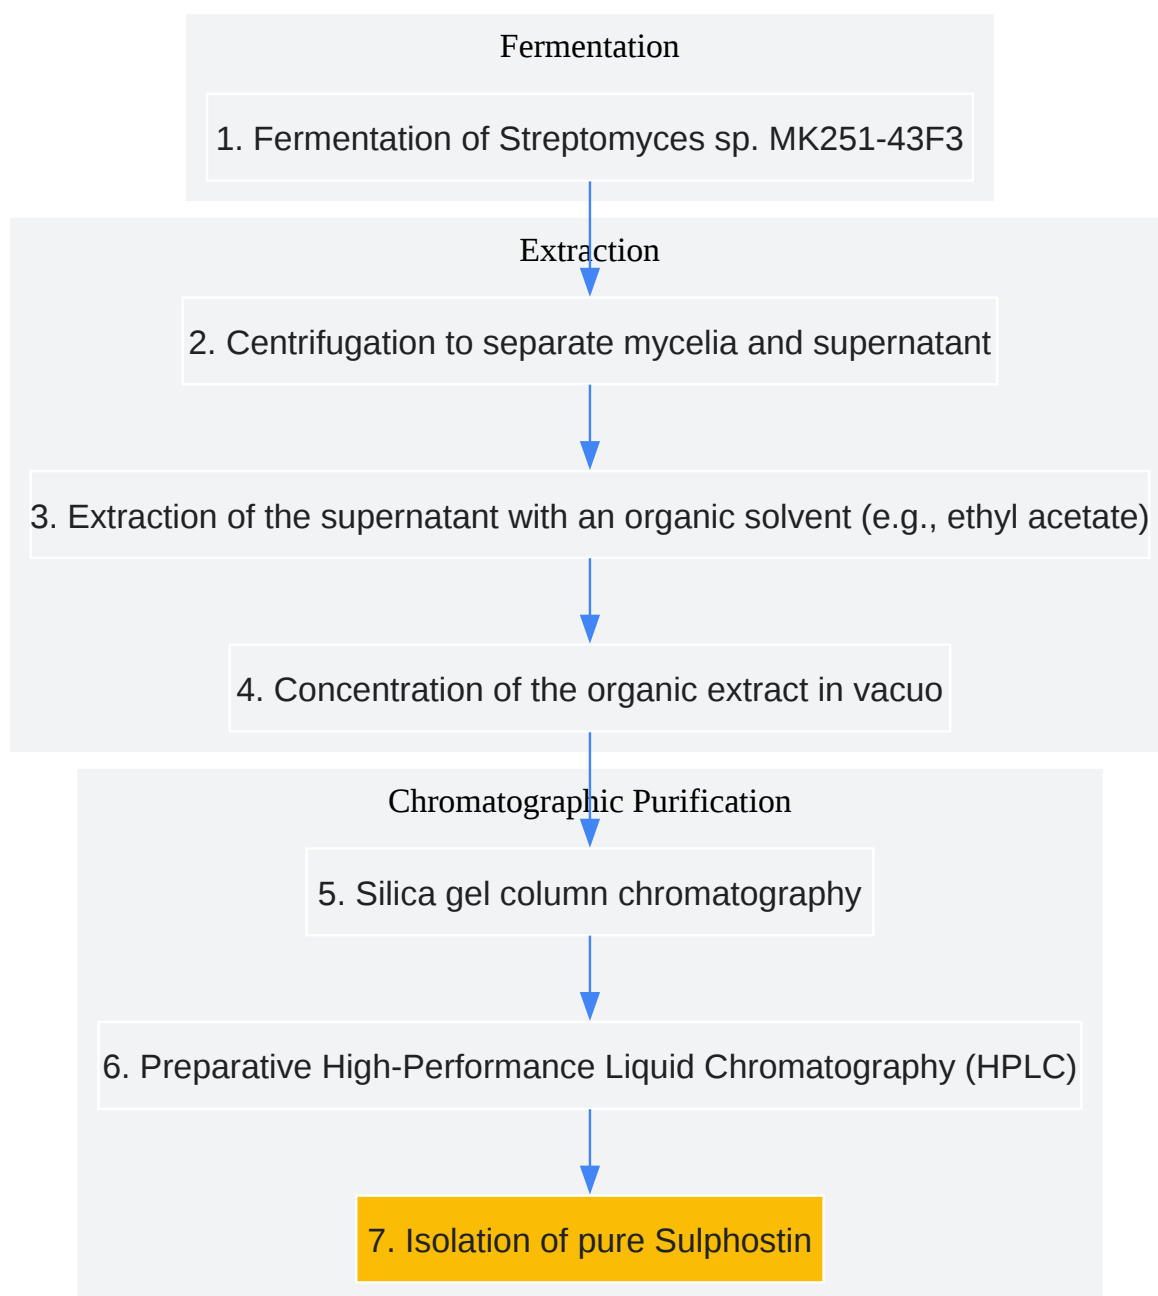 Fermentation
1. Fermentation of Streptomyces sp. MK251-43F3
Extraction
2. Centrifugation to separate mycelia and supernatant
3. Extraction of the supernatant with an organic solvent (e.g., ethyl acetate)
4. Concentration of the organic extract in vacuo
Chromatographic Purification
5. Silica gel column chromatography
6. Preparative High-Performance Liquid Chromatography (HPLC)
7. Isolation of pure Sulphostin